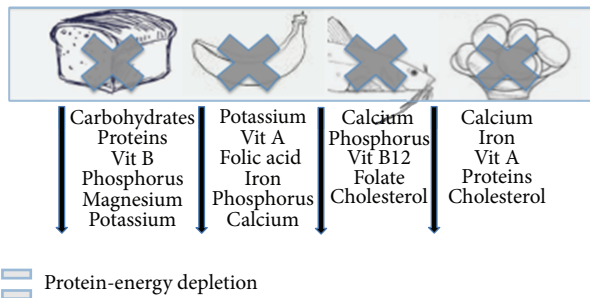 Carbohydrates
Proteins
Vit B
Phosphorus
Magnesium
Potassium
Potassium
Vit A
Folic acid
Iron
Phosphorus
Calcium
Calcium
Phosphorus
Vit B12
Folate
Cholesterol
Calcium
Iron
Vit A
Proteins
Cholesterol
Protein-energy depletion